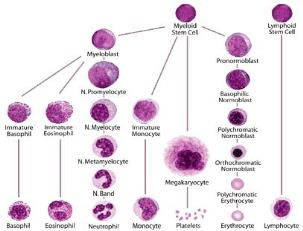 Myeloid
Stem Cell
Lymphoid
Stem Cell
Myeloblast
Pronormoblast
N. Promyelocyte
Basophilic
Normoblast
Immature
Basophil
Immature
Eosinophil
N. Myelocyte
Immature
Monocyte
Polychromatic
Normoblast
N. Metamyelocyte
Orthochromatic
Normoblast
Megakaryocyte
N. Band
Polychromatic
Erythrocyte
Basophil
Eosinophil
Neutrophil
Monocyte
Platelets
Erythrocyte
Lymphocyte